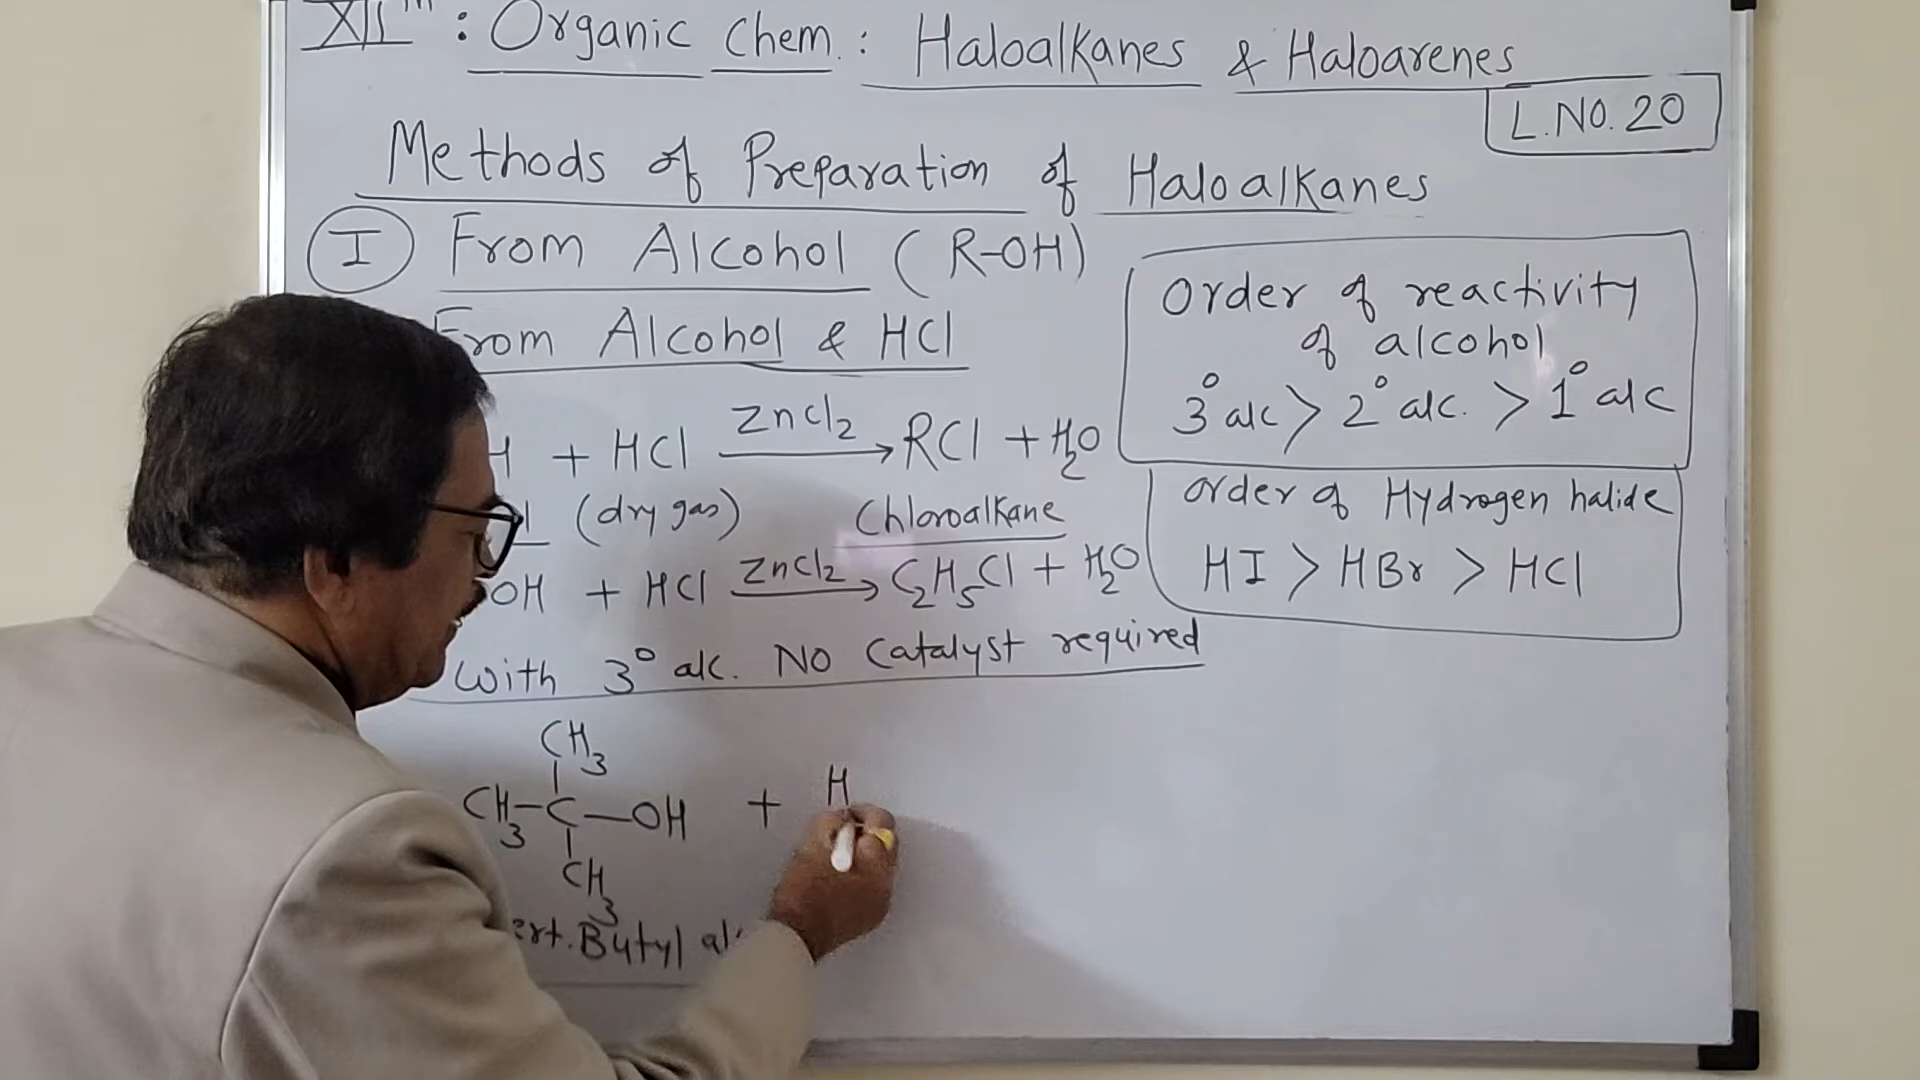 XIIth : Organic Chem : Haloalkanes & Haloarenes
L.NO. 20
Methods of Preparation of Haloalkanes
I From Alcohol (R-OH)
From Alcohol & HCl
H + HCl ZnCl2 → RCl + H2O
(dry gas) Chloroalkane
OH + HCl ZnCl2 → C2H5Cl + H2O
With 3° alc. NO Catalyst required
CH3
CH3-C-OH + H
CH3
ert. Butyl al
Order of reactivity
of alcohol
3° alc > 2° alc. > 1° alc
order of Hydrogen halide
HI > HBr > HCl